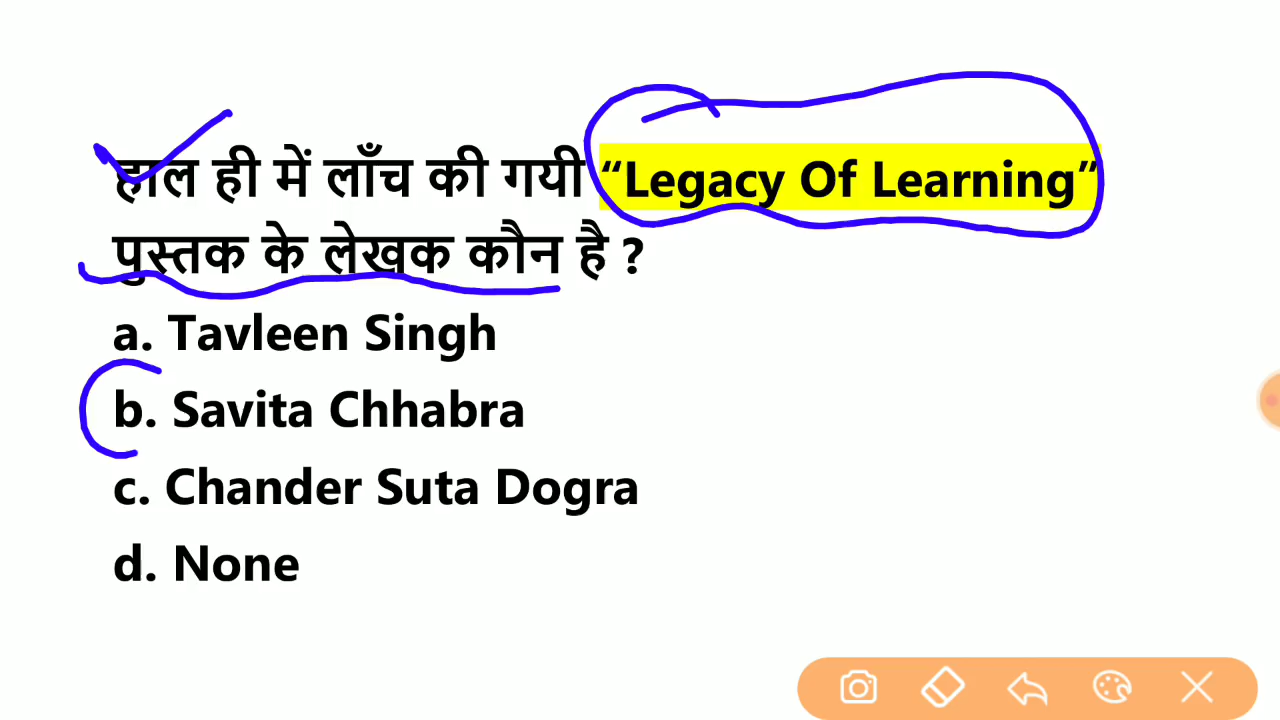 हाल ही में लाँच की गयी “Legacy Of Learning”
पुस्तक के लेखक कौन है ?
a. Tavleen Singh
b. Savita Chhabra
c. Chander Suta Dogra
d. None